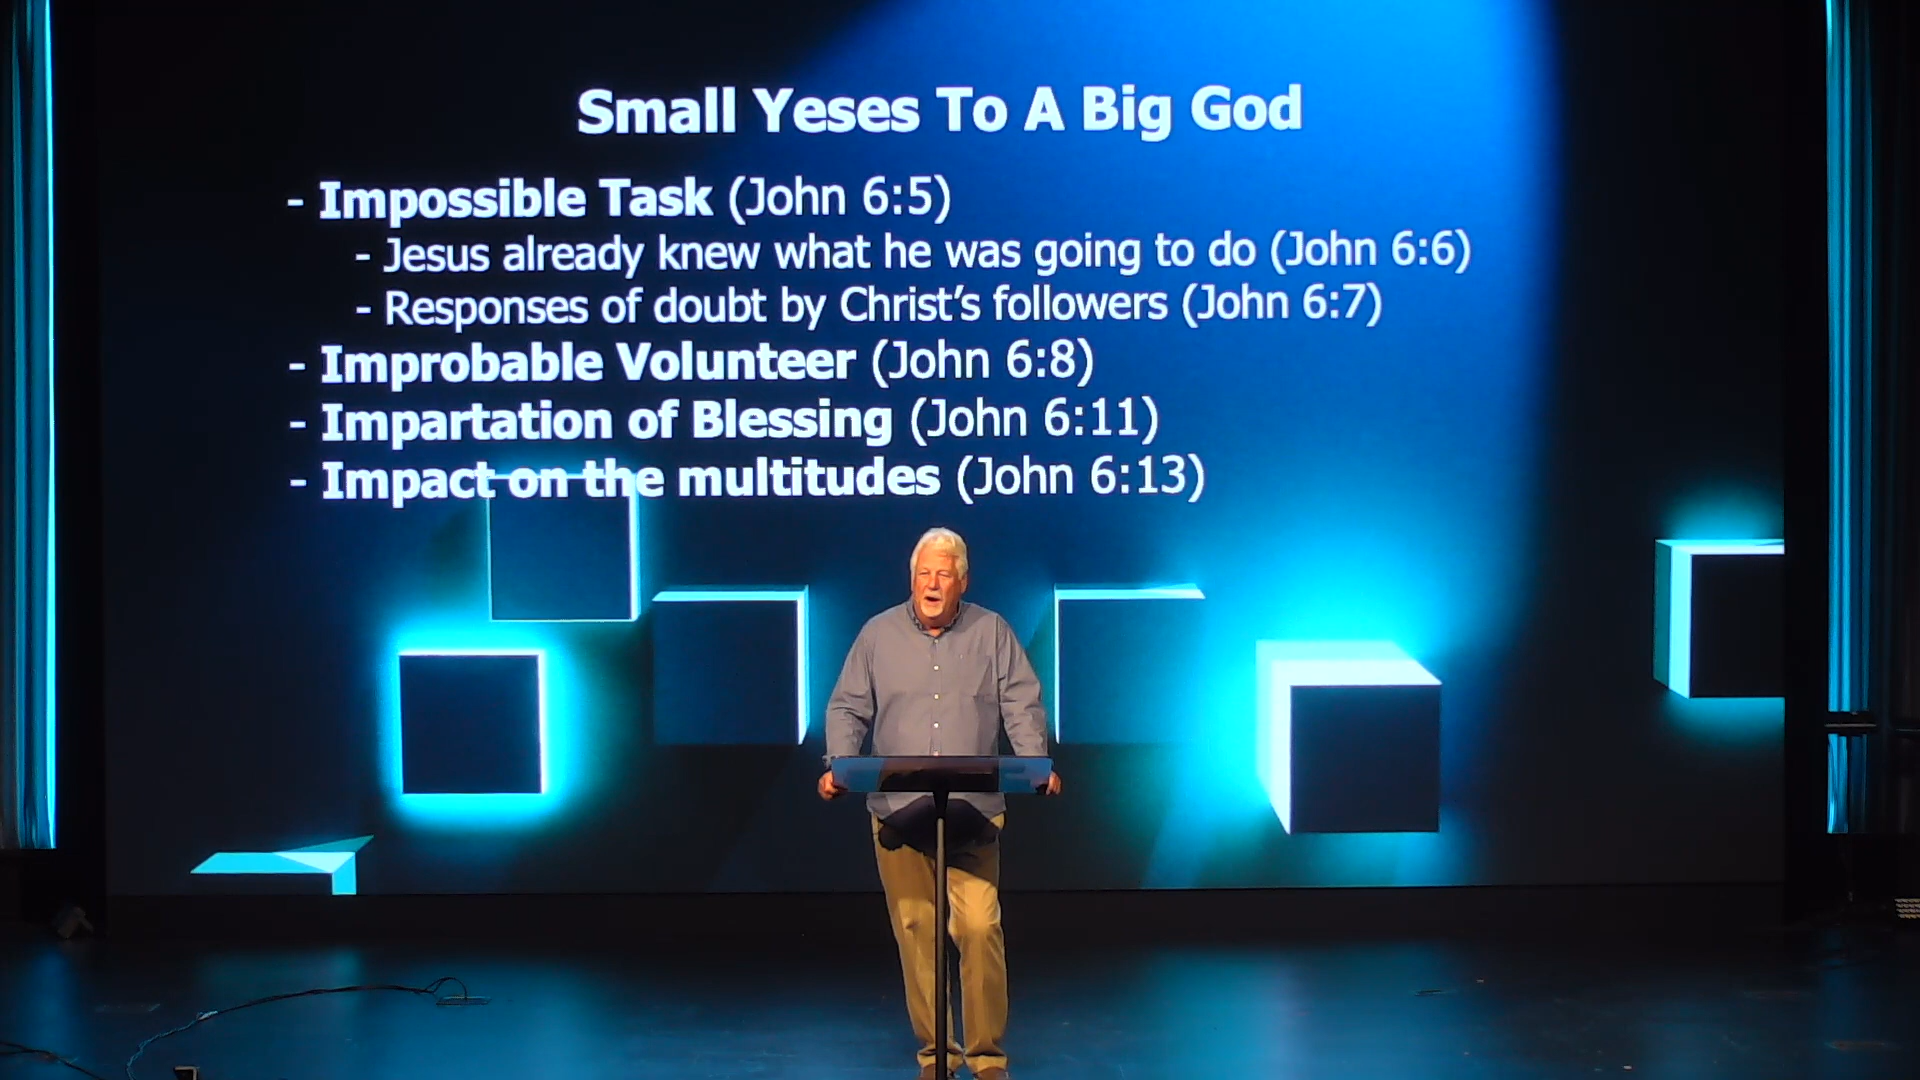 Small Yeses To A Big God
- Impossible Task (John 6:5)
- Jesus already knew what he was going to do (John 6:6)
- Responses of doubt by Christ’s followers (John 6:7)
- Improbable Volunteer (John 6:8)
- Impartation of Blessing (John 6:11)
- Impact on the multitudes (John 6:13)